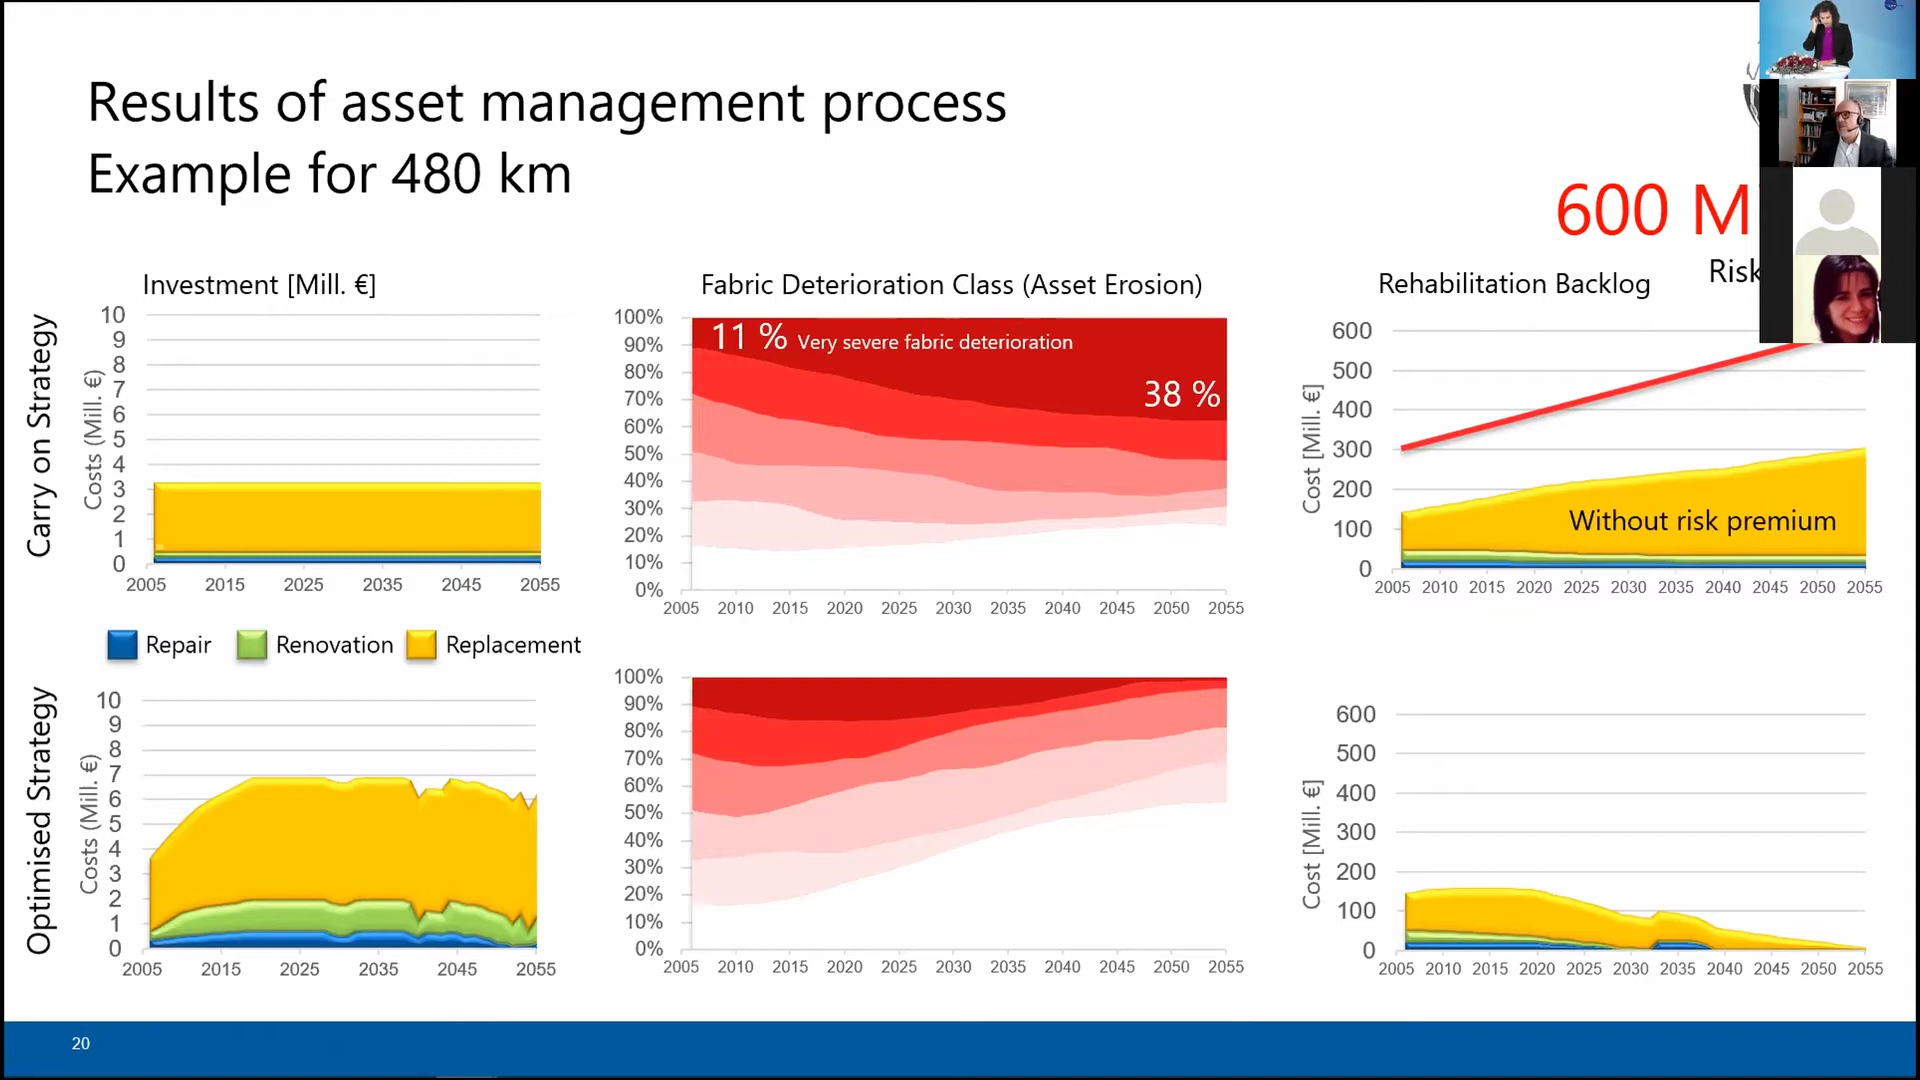 Results of asset management process
Example for 480 km
600 M
Risk
Investment [Mill. €]
Fabric Deterioration Class (Asset Erosion)
Rehabilitation Backlog
Carry on Strategy
Costs (Mill. €)
10
9
8
7
6
5
4
3
2
1
0
2005 2015 2025 2035 2045 2055
100%
90%
80%
70%
60%
50%
40%
30%
20%
10%
0%
11 % Very severe fabric deterioration
38 %
2005 2010 2015 2020 2025 2030 2035 2040 2045 2050 2055
Cost [Mill. €]
600
500
400
300
200
100
0
Without risk premium
2005 2010 2015 2020 2025 2030 2035 2040 2045 2050 2055
Repair Renovation Replacement
Optimised Strategy
Costs (Mill. €)
10
9
8
7
6
5
4
3
2
1
0
2005 2015 2025 2035 2045 2055
100%
90%
80%
70%
60%
50%
40%
30%
20%
10%
0%
2005 2010 2015 2020 2025 2030 2035 2040 2045 2050 2055
Cost [Mill. €]
600
500
400
300
200
100
0
2005 2010 2015 2020 2025 2030 2035 2040 2045 2050 2055
20